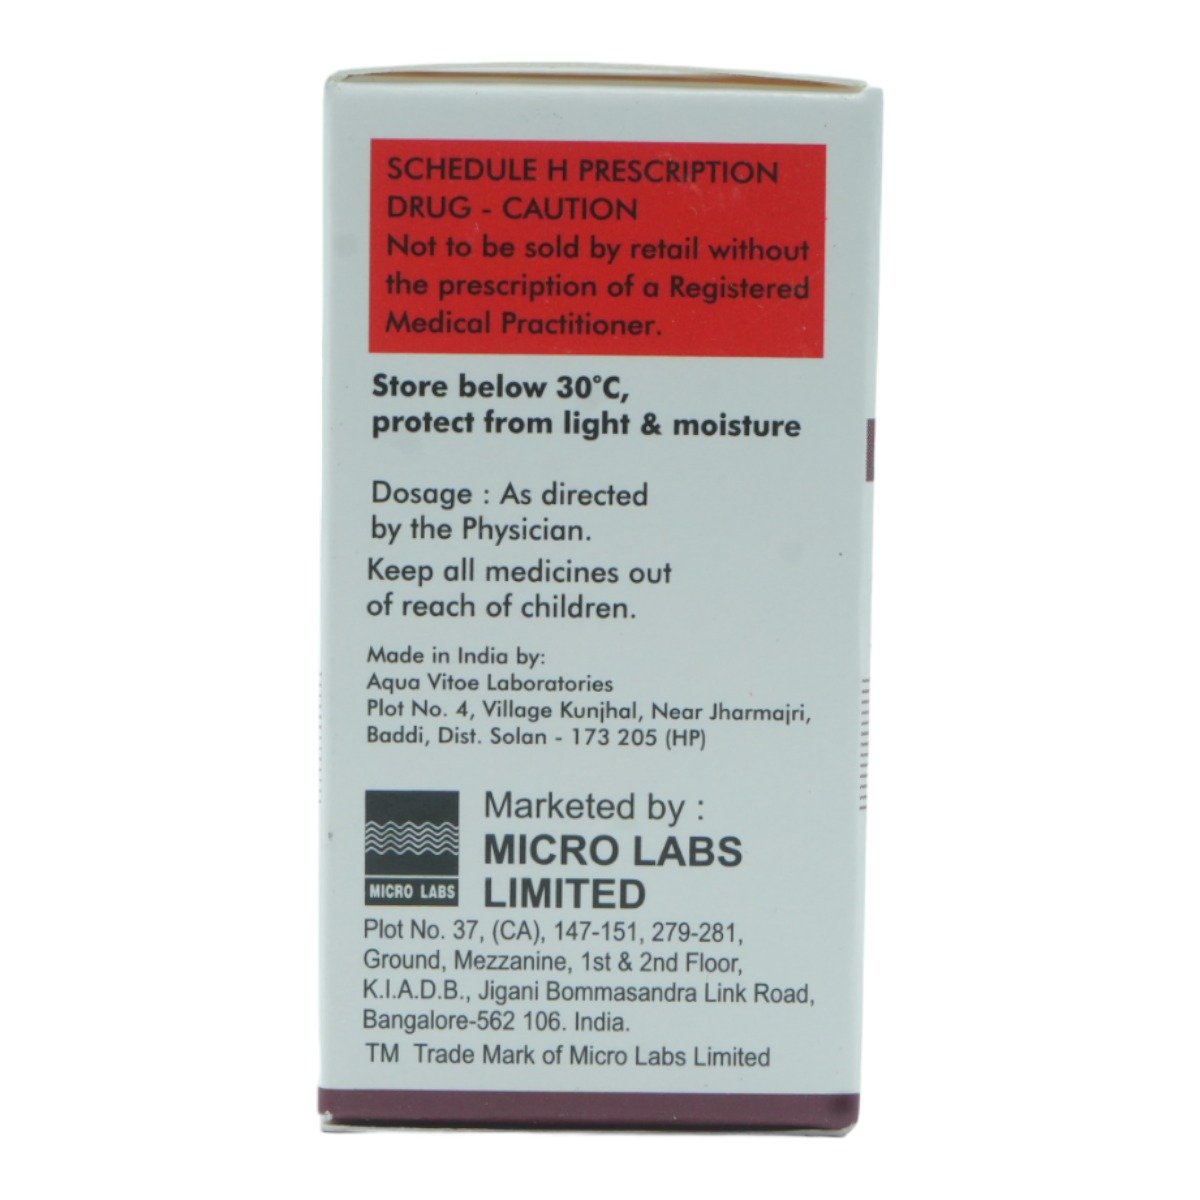 SCHEDULE H PRESCRIPTION
DRUG - CAUTION
Not to be sold by retail without
the prescription of a Registered
Medical Practitioner.
Store below 30°C,
protect from light & moisture
Dosage : As directed
by the Physician.
Keep all medicines out
of reach of children.
Made in India by:
Aqua Vitoe Laboratories
Plot No. 4, Village Kunjhal, Near Jharmajri,
Baddi, Dist. Solan - 173 205 (HP)
MICRO LABS
Marketed by :
MICRO LABS
LIMITED
Plot No. 37, (CA), 147-151, 279-281,
Ground, Mezzanine, 1st & 2nd Floor,
K.I.A.D.B., Jigani Bommasandra Link Road,
Bangalore-562 106. India.
TM Trade Mark of Micro Labs Limited